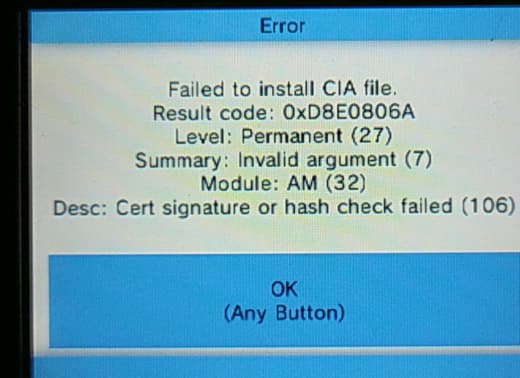 Error
Failed to install CIA file.
Result code: 0xD8E0806A
Level: Permanent (27)
Summary: Invalid argument (7)
Module: AM (32)
Desc: Cert signature or hash check failed (106)
OK
(Any Button)